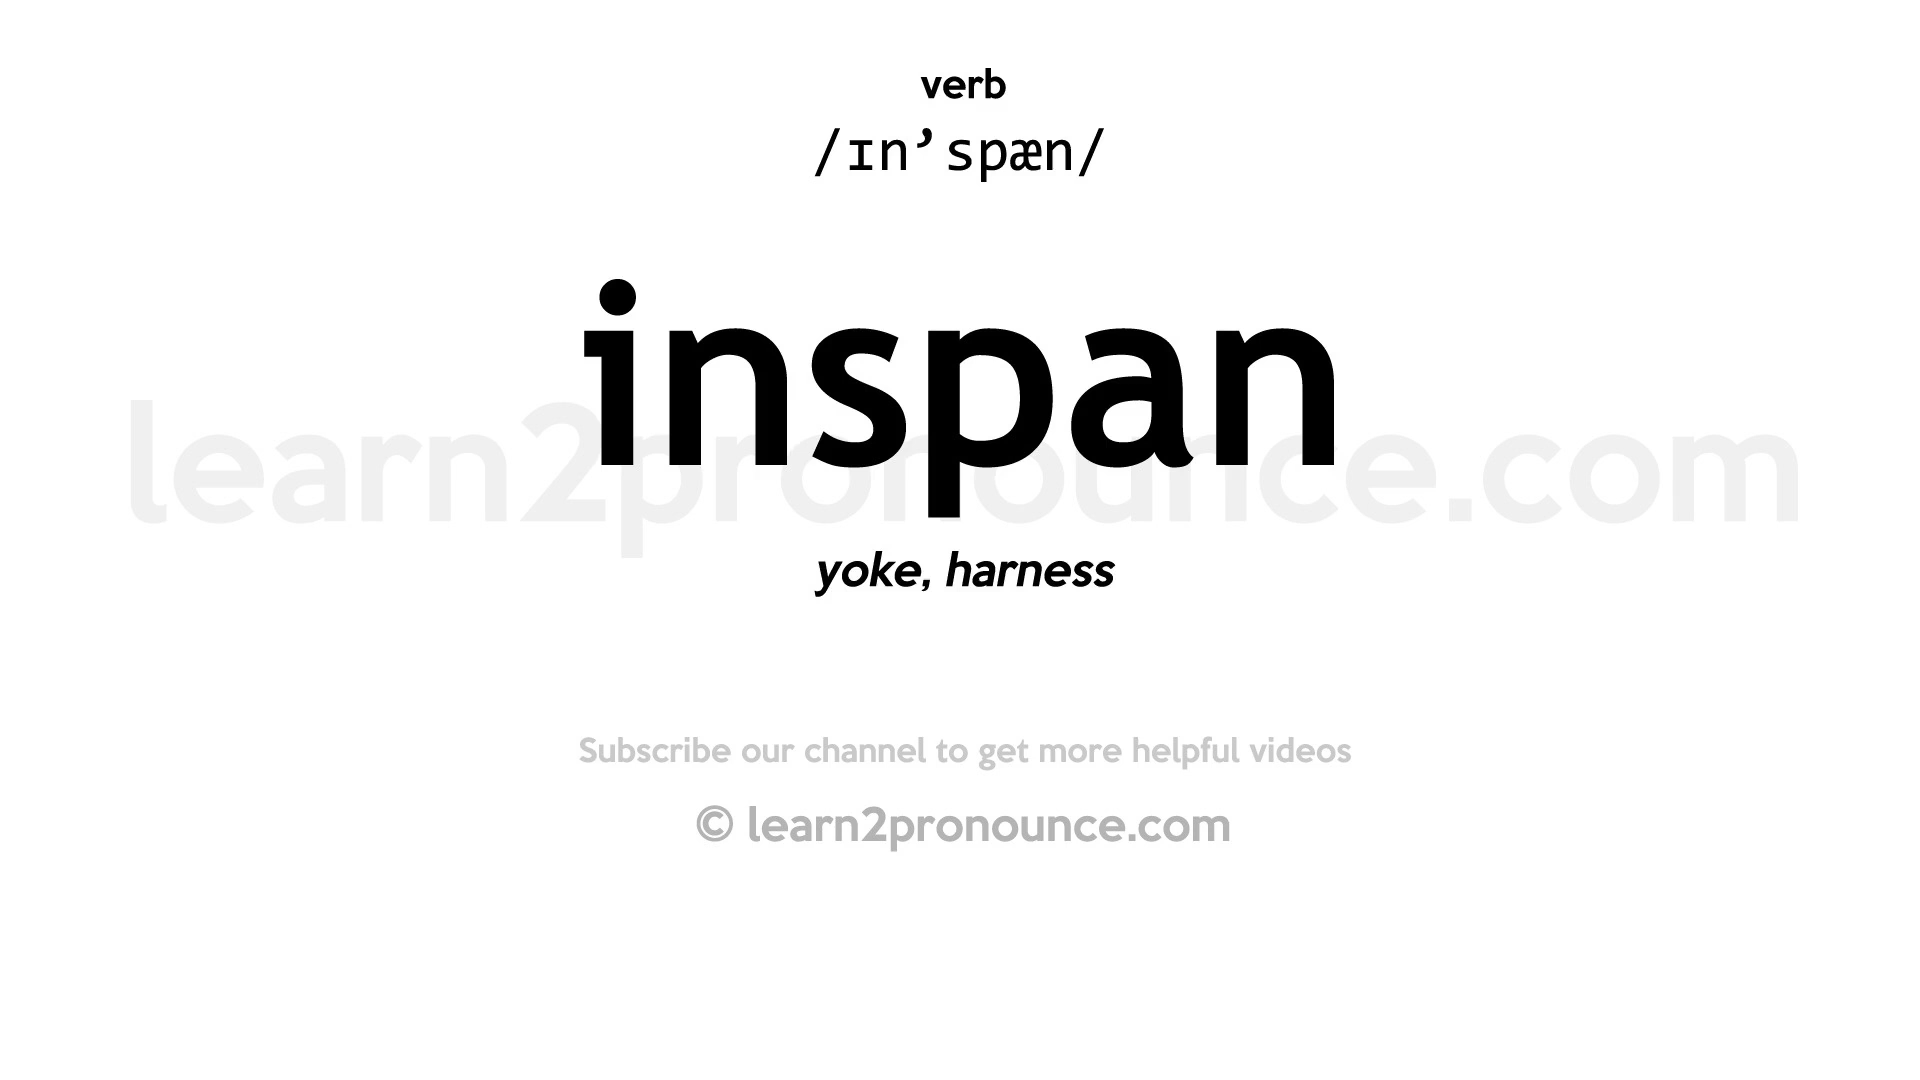 verb
/ɪn’spæn/
inspan
learn2pronounce.com
yoke, harness
Subscribe our channel to get more helpful videos
© learn2pronounce.com